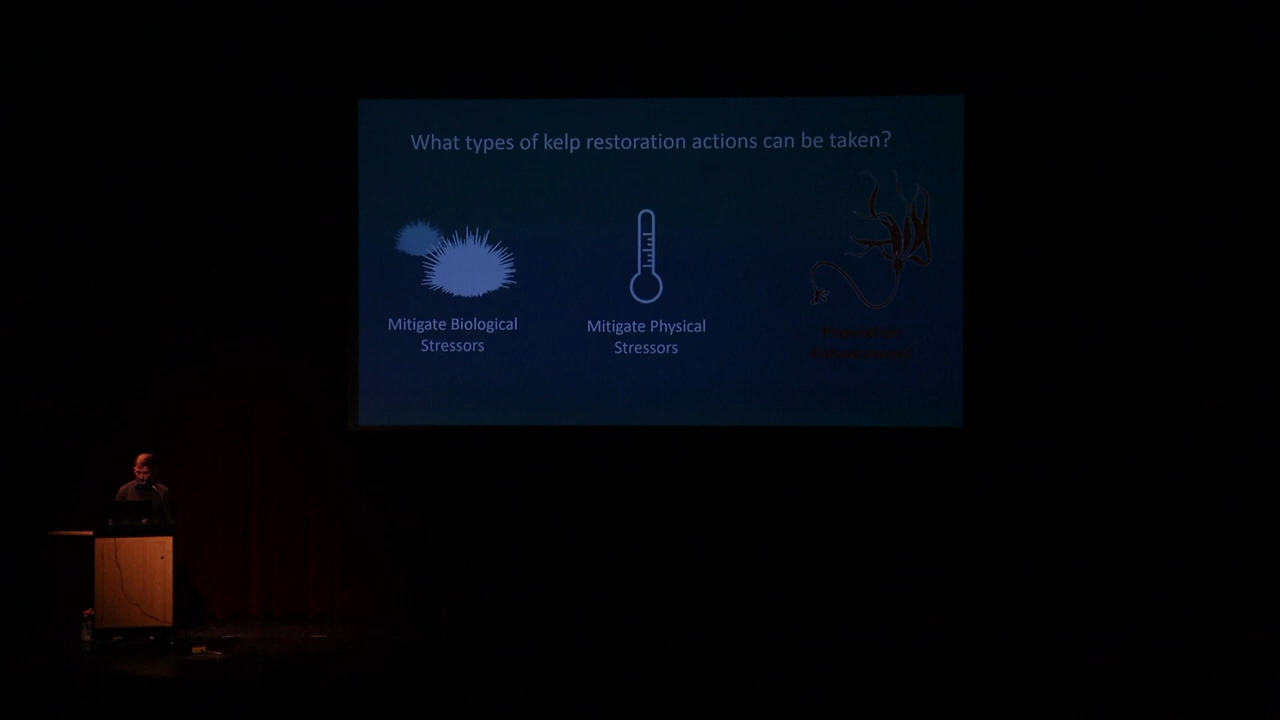 What types of kelp restoration actions can be taken?
Mitigate Biological
Stressors
Mitigate Physical
Stressors